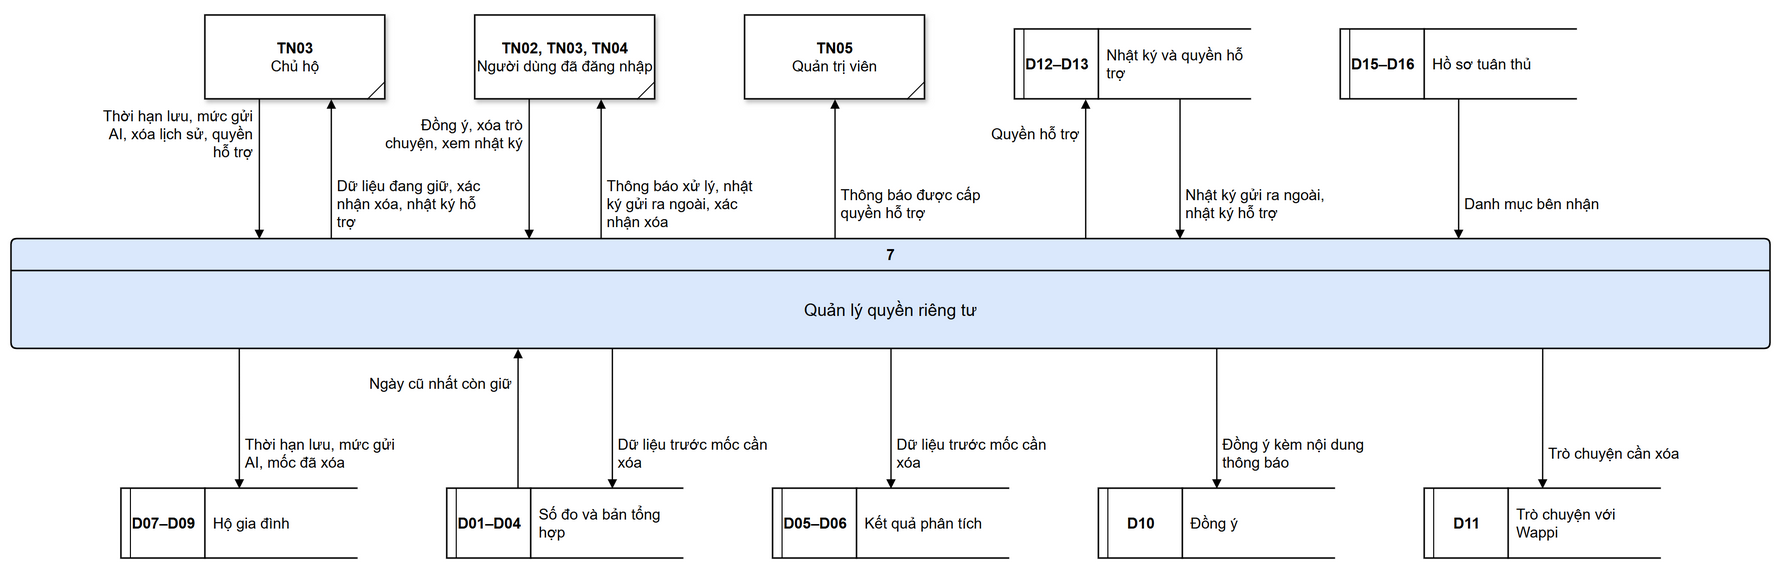 TN03
Chủ hộ
TN02, TN03, TN04
Người dùng đã đăng nhập
TN05
Quản trị viên
D12–D13
Nhật ký và quyền hỗ
trợ
D15–D16
Hồ sơ tuân thủ
Thời hạn lưu, mức gửi
AI, xóa lịch sử, quyền
hỗ trợ
Dữ liệu đang giữ, xác
nhận xóa, nhật ký hỗ
trợ
Đồng ý, xóa trò
chuyện, xem nhật ký
Thông báo xử lý, nhật
ký gửi ra ngoài, xác
nhận xóa
Thông báo được cấp
quyền hỗ trợ
Quyền hỗ trợ
Nhật ký gửi ra ngoài,
nhật ký hỗ trợ
Danh mục bên nhận
7
Quản lý quyền riêng tư
Thời hạn lưu, mức gửi
AI, mốc đã xóa
Ngày cũ nhất còn giữ
Dữ liệu trước mốc cần
xóa
Dữ liệu trước mốc cần
xóa
Đồng ý kèm nội dung
thông báo
Trò chuyện cần xóa
D07–D09
Hộ gia đình
D01–D04
Số đo và bản tổng
hợp
D05–D06
Kết quả phân tích
D10
Đồng ý
D11
Trò chuyện với
Wappi